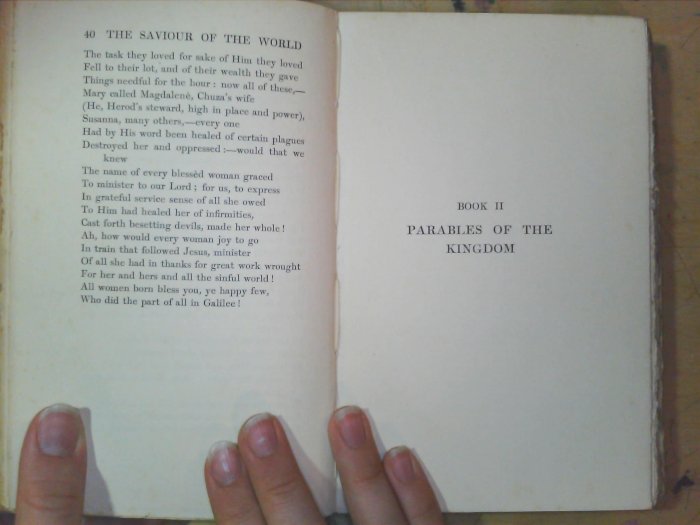 40 THE SAVIOUR OF THE WORLD
The task they loved for sake of Him they loved
Fell to their lot, and of their wealth they gave
Things needful for the hour : now all of these,—
Mary called Magdalenè, Chuza's wife
(He, Herod's steward, high in place and power),
Susanna, many others,—every one
Had by His word been healed of certain plagues
Destroyed her and oppressed :—would that we
knew
The name of every blessèd woman graced
To minister to our Lord ; for us, to express
In grateful service sense of all she owed
To Him had healed her of infirmities,
Cast forth besetting devils, made her whole !
Ah, how would every woman joy to go
In train that followed Jesus, minister
Of all she had in thanks for great work wrought
For her and hers and all the sinful world !
All women born bless you, ye happy few,
Who did the part of all in Galilee !
BOOK II
PARABLES OF THE
KINGDOM